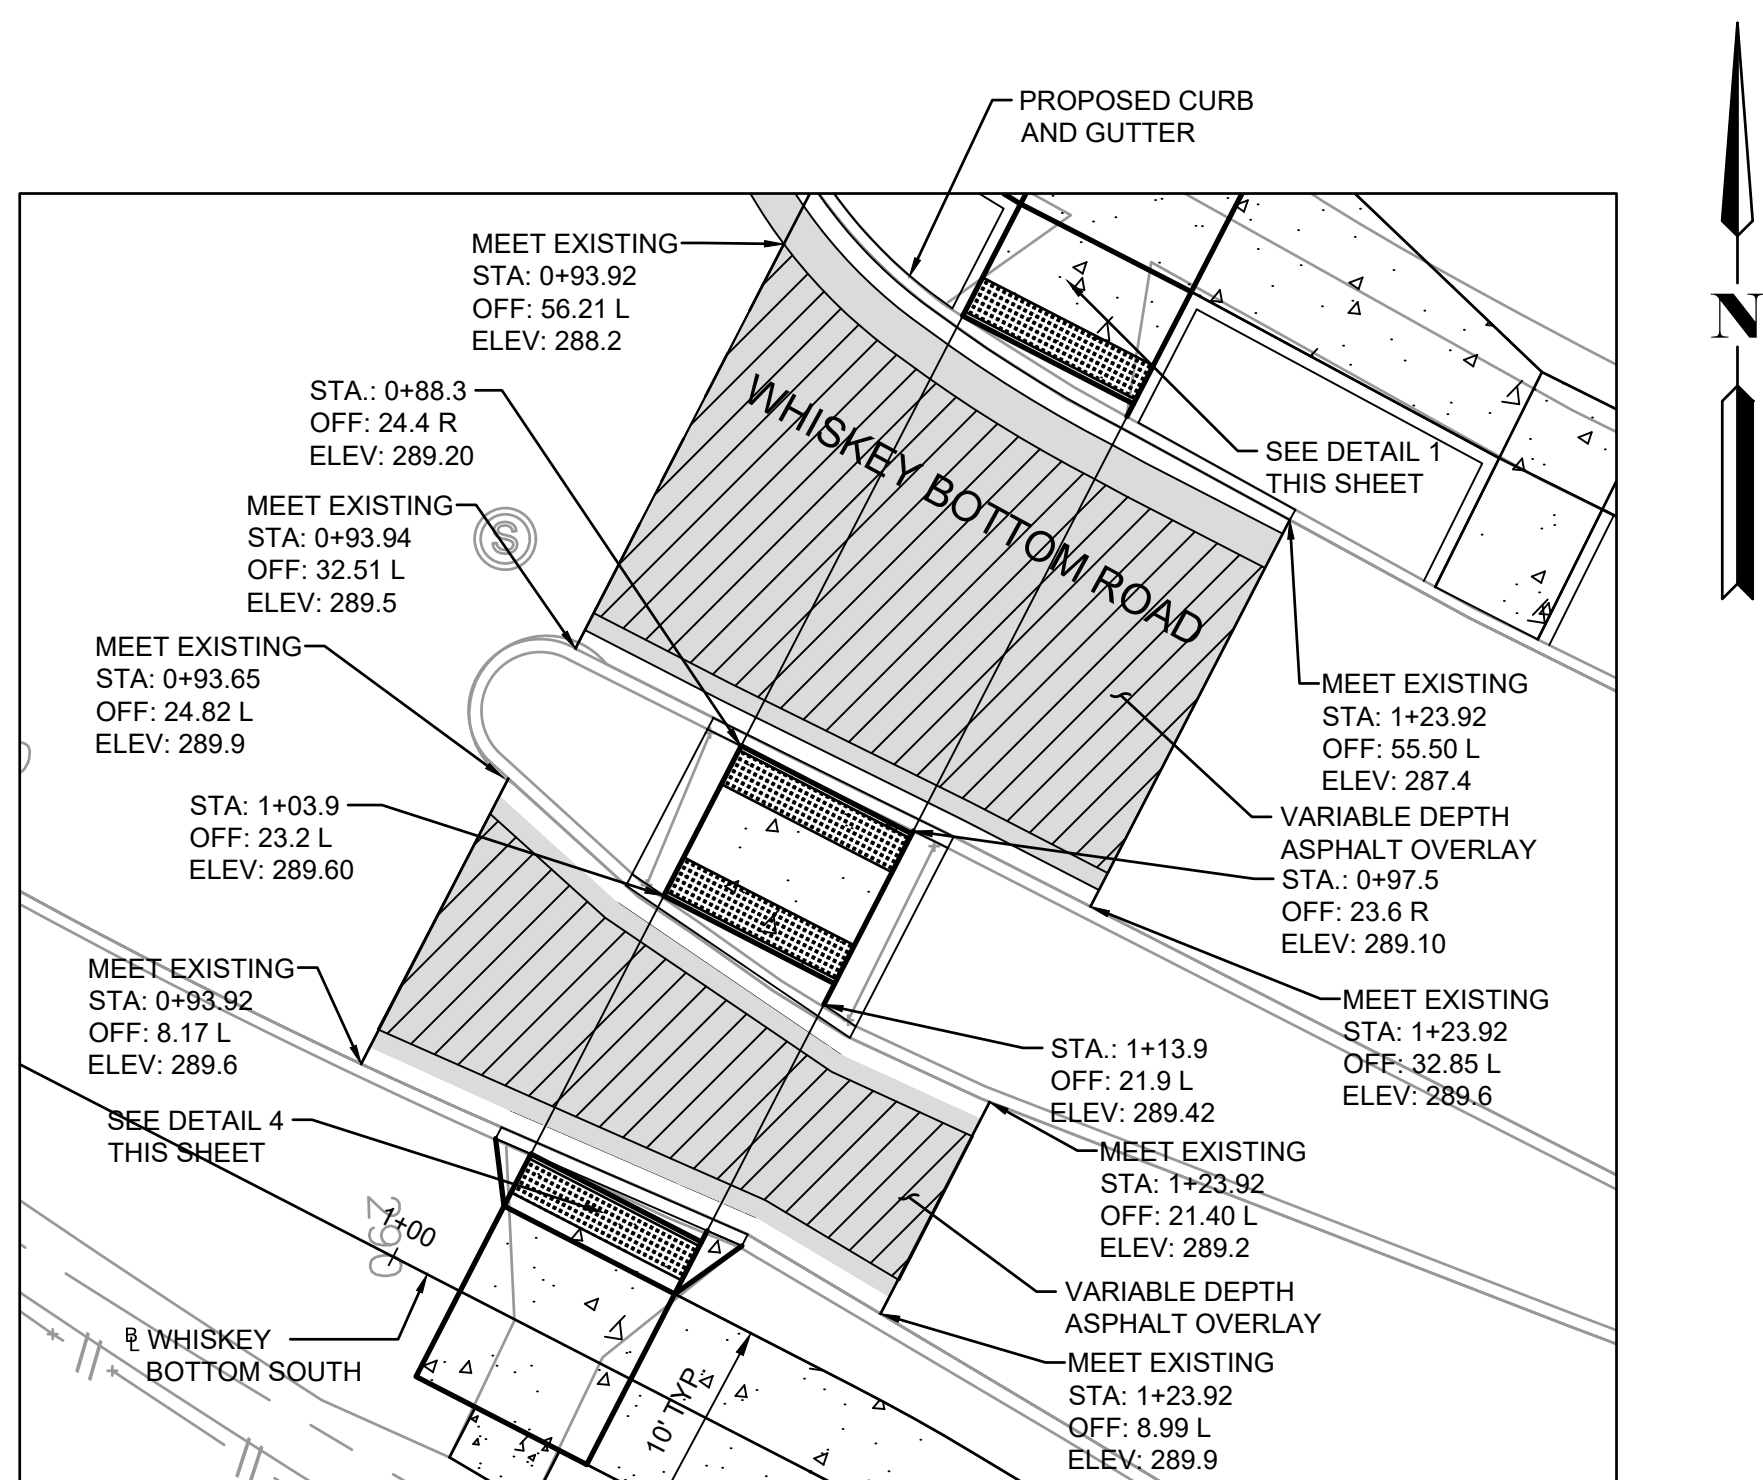 PROPOSED CURB
AND GUTTER
N
MEET EXISTING
STA: 0+93.92
OFF: 56.21 L
ELEV: 288.2
STA.: 0+88.3
OFF: 24.4 R
ELEV: 289.20
MEET EXISTING
STA: 0+93.94
OFF: 32.51 L
ELEV: 289.5
S
MEET EXISTING
STA: 0+93.65
OFF: 24.82 L
ELEV: 289.9
STA: 1+03.9
OFF: 23.2 L
ELEV: 289.60
MEET EXISTING
STA: 0+93.92
OFF: 8.17 L
ELEV: 289.6
SEE DETAIL 4
THIS SHEET
1+00
290
BL WHISKEY
BOTTOM SOUTH
WHISKEY BOTTOM ROAD
SEE DETAIL 1
THIS SHEET
MEET EXISTING
STA: 1+23.92
OFF: 55.50 L
ELEV: 287.4
VARIABLE DEPTH
ASPHALT OVERLAY
STA.: 0+97.5
OFF: 23.6 R
ELEV: 289.10
MEET EXISTING
STA: 1+23.92
OFF: 32.85 L
ELEV: 289.6
STA.: 1+13.9
OFF: 21.9 L
ELEV: 289.42
MEET EXISTING
STA: 1+23.92
OFF: 21.40 L
ELEV: 289.2
VARIABLE DEPTH
ASPHALT OVERLAY
MEET EXISTING
STA: 1+23.92
OFF: 8.99 L
ELEV: 289.9
10' TYP.